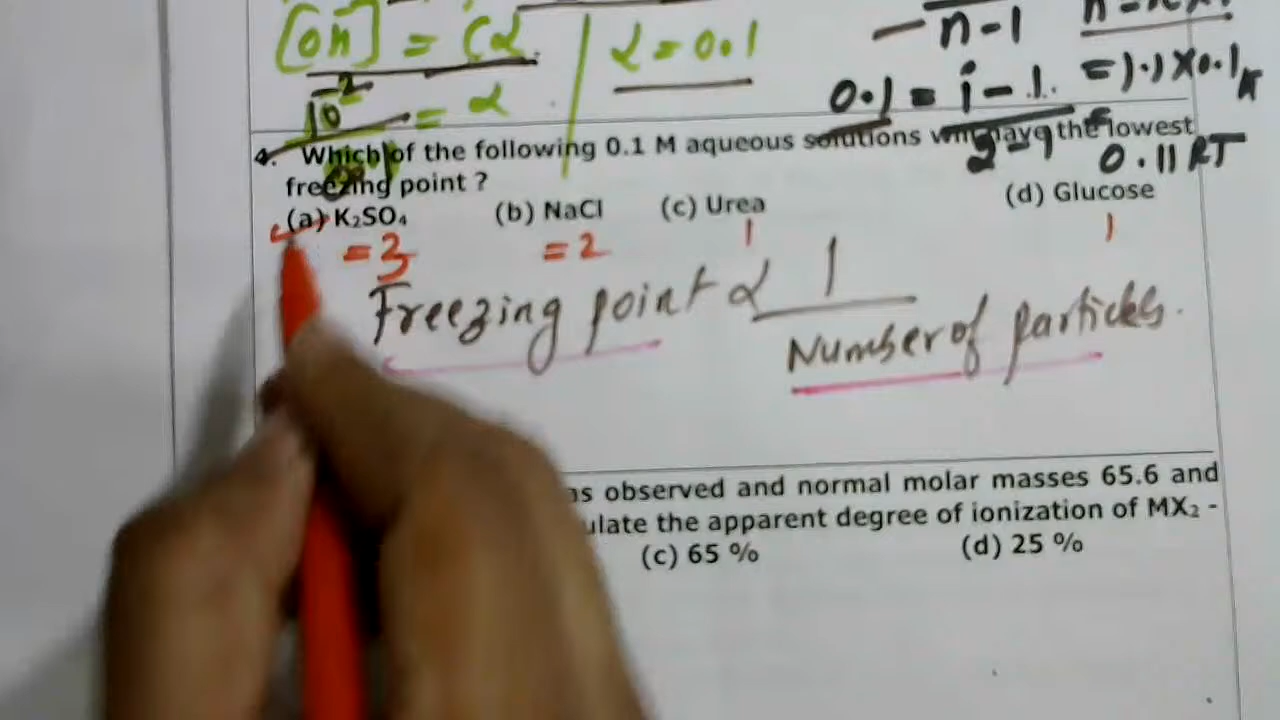 [OH] = Cα
α = 0.1
n-1
10⁻² = α
0.1 = i-1
2-1
=1.1×0.1
0.11 RT
4. Which of the following 0.1 M aqueous solutions will have the lowest
freezing point ?
(a) K₂SO₄ (b) NaCl (c) Urea (d) Glucose
=3 =2 1 1
Freezing point α 1
Number of particles.
as observed and normal molar masses 65.6 and
ulate the apparent degree of ionization of MX₂ -
(c) 65 % (d) 25 %